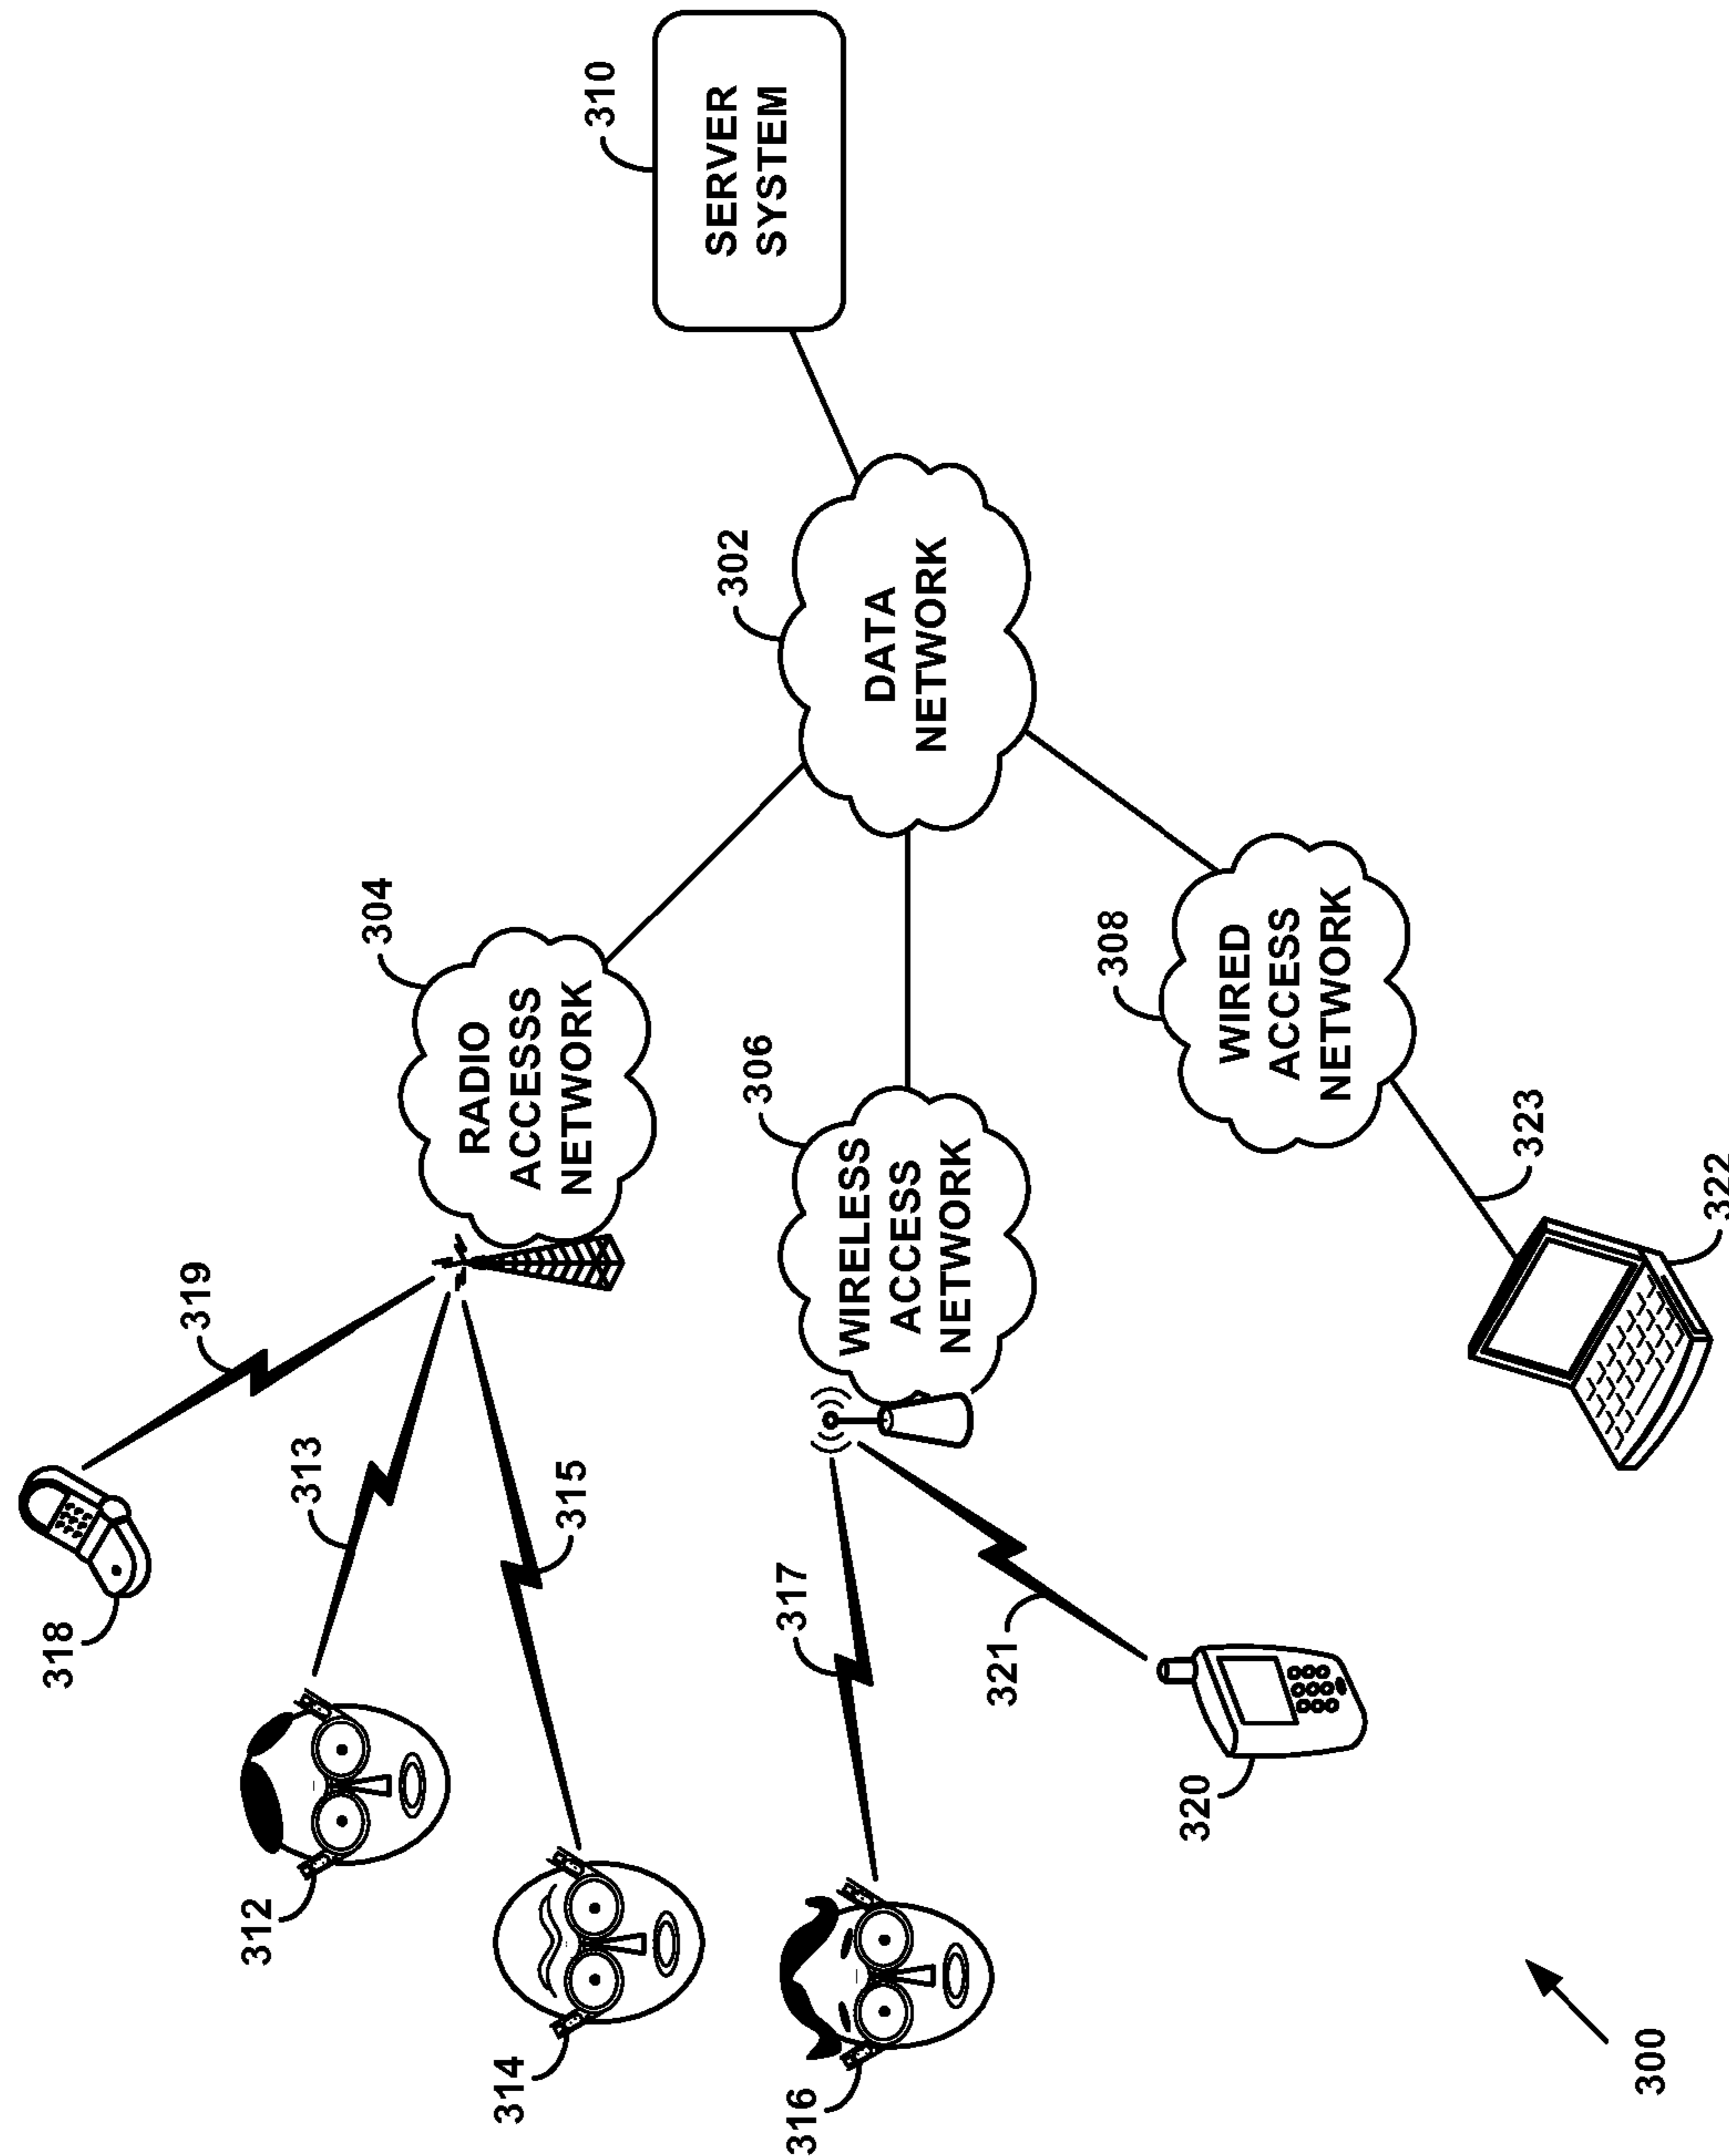 318
319
312
313
304
RADIO
ACCESSS
NETWORK
314
315
310
SERVER
SYSTEM
302
DATA
NETWORK
306
WIRELESS
ACCESS
NETWORK
317
316
321
308
WIRED
ACCESS
NETWORK
320
323
322
300